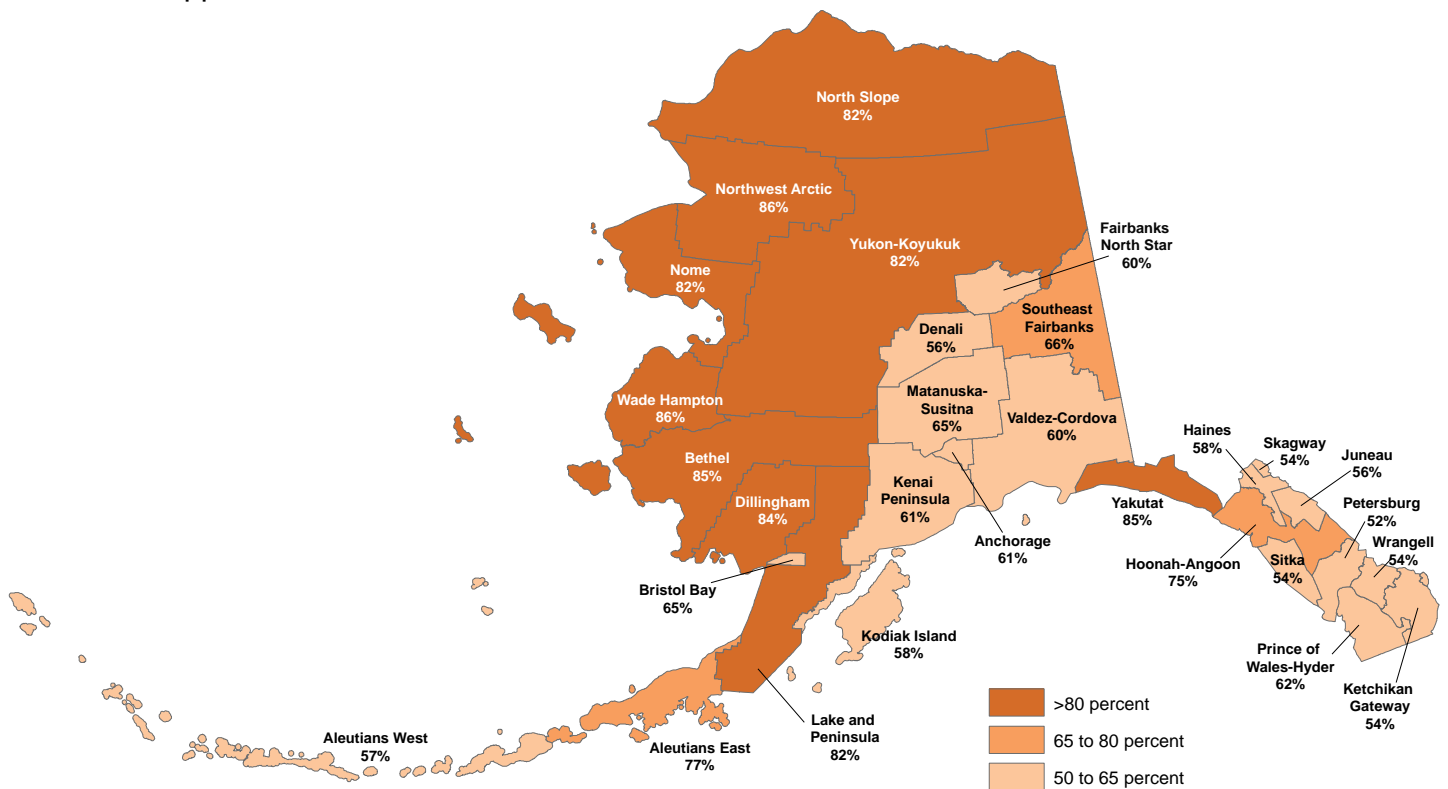 North Slope
82%
Northwest Arctic
86%
Yukon-Koyukuk
82%
Fairbanks
North Star
60%
Nome
82%
Southeast
Fairbanks
66%
Denali
56%
Wade Hampton
86%
Matanuska-
Susitna
65%
Valdez-Cordova
60%
Haines
58%
Skagway
54%
Juneau
56%
Bethel
85%
Dillingham
84%
Kenai
Peninsula
61%
Anchorage
61%
Yakutat
85%
Petersburg
52%
Wrangell
54%
Hoonah-Angoon
75%
Sitka
54%
Bristol Bay
65%
Kodiak Island
58%
Prince of
Wales-Hyder
62%
Ketchikan
Gateway
54%
Lake and
Peninsula
82%
Aleutians East
77%
Aleutians West
57%
>80 percent
65 to 80 percent
50 to 65 percent